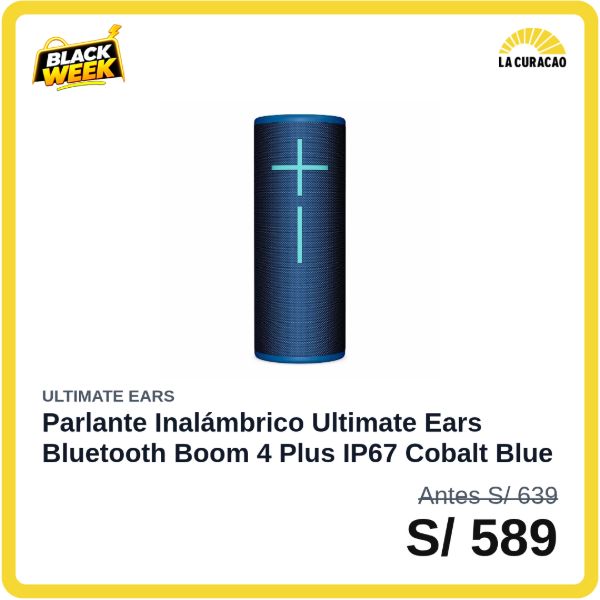 BLACK
WEEK
LA CURACAO
ULTIMATE EARS
Parlante Inalámbrico Ultimate Ears
Bluetooth Boom 4 Plus IP67 Cobalt Blue
Antes S/ 639
S/ 589